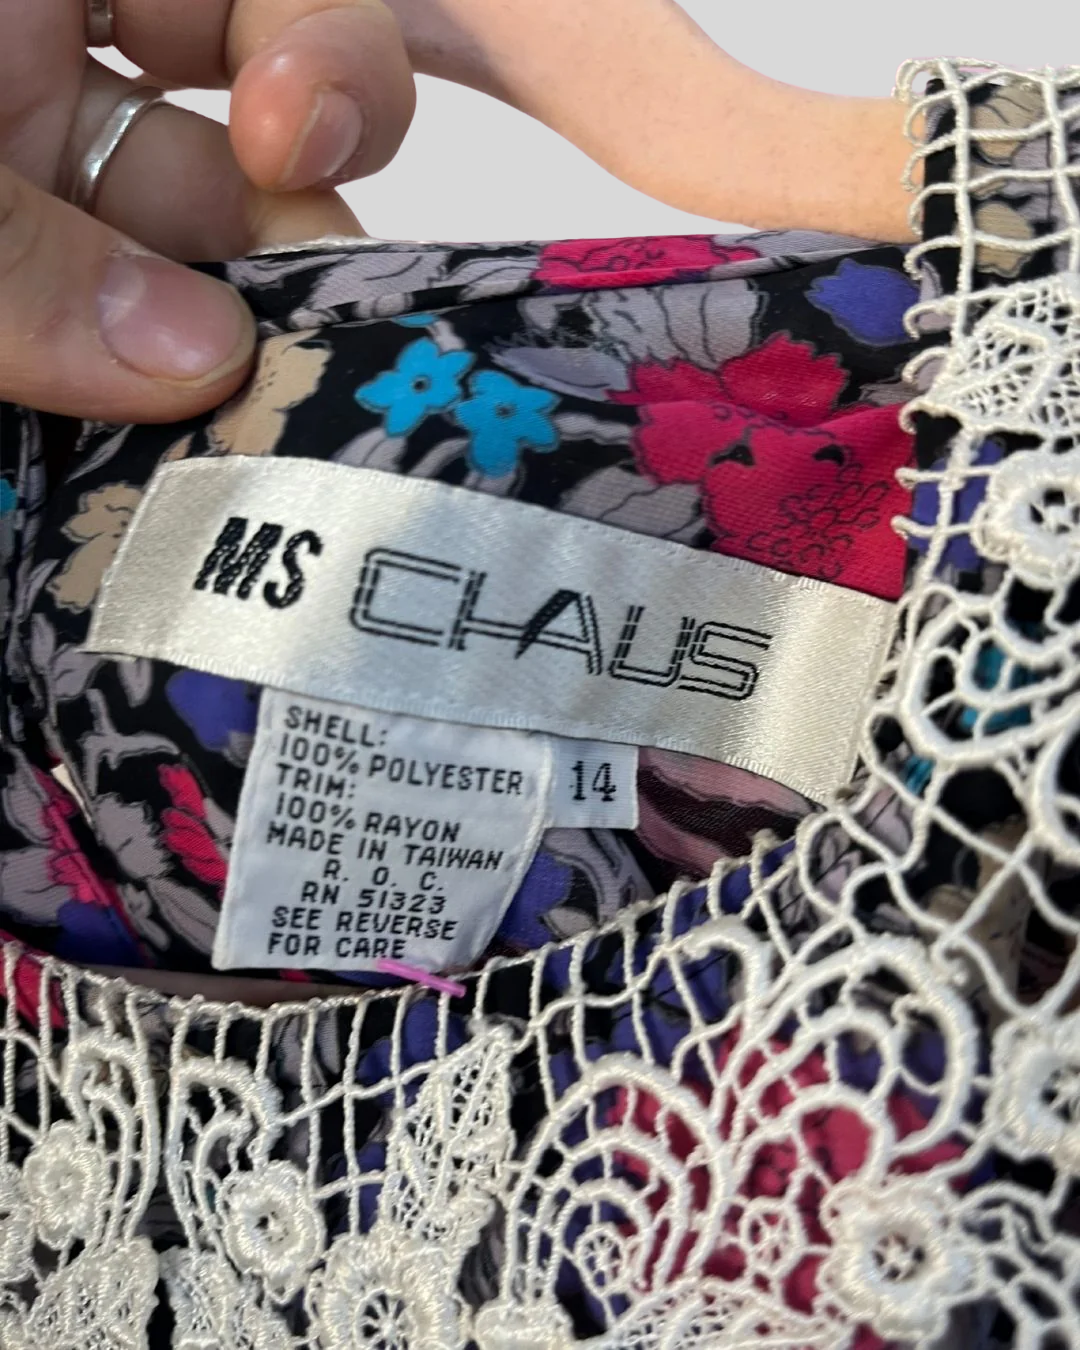 MS CHAUS
SHELL:
100% POLYESTER
TRIM:
100% RAYON
MADE IN TAIWAN
R. O. C.
RN 51323
SEE REVERSE
FOR CARE
14